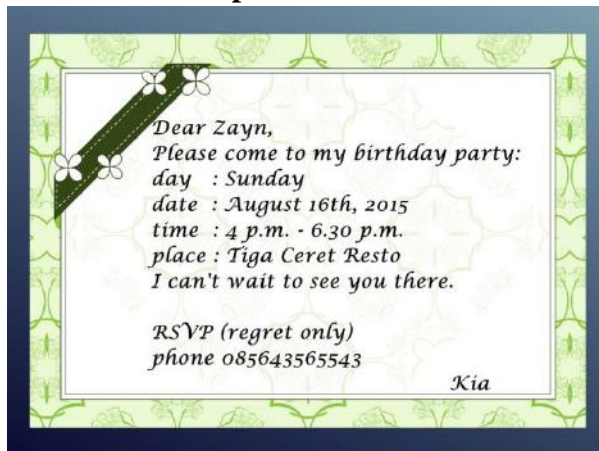 Dear Zayn,
Please come to my birthday party:
day : Sunday
date : August 16th, 2015
time : 4 p.m. - 6.30 p.m.
place : Tiga Ceret Resto
I can't wait to see you there.
RSVP (regret only)
phone 085643565543
Kia